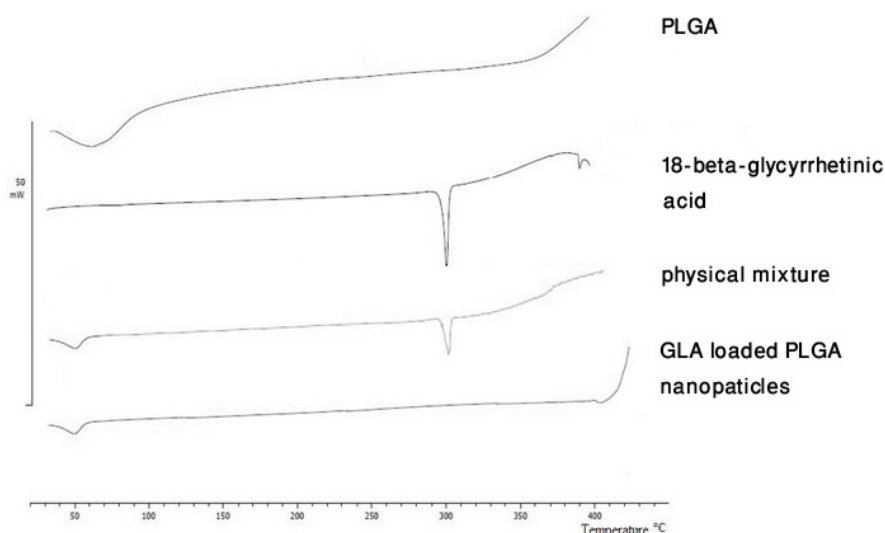 PLGA
18-beta-glycyrrhetinic
acid
50
mW
physical mixture
GLA loaded PLGA
nanopaticles
50 100 150 200 250 300 350 400
Temperature °C